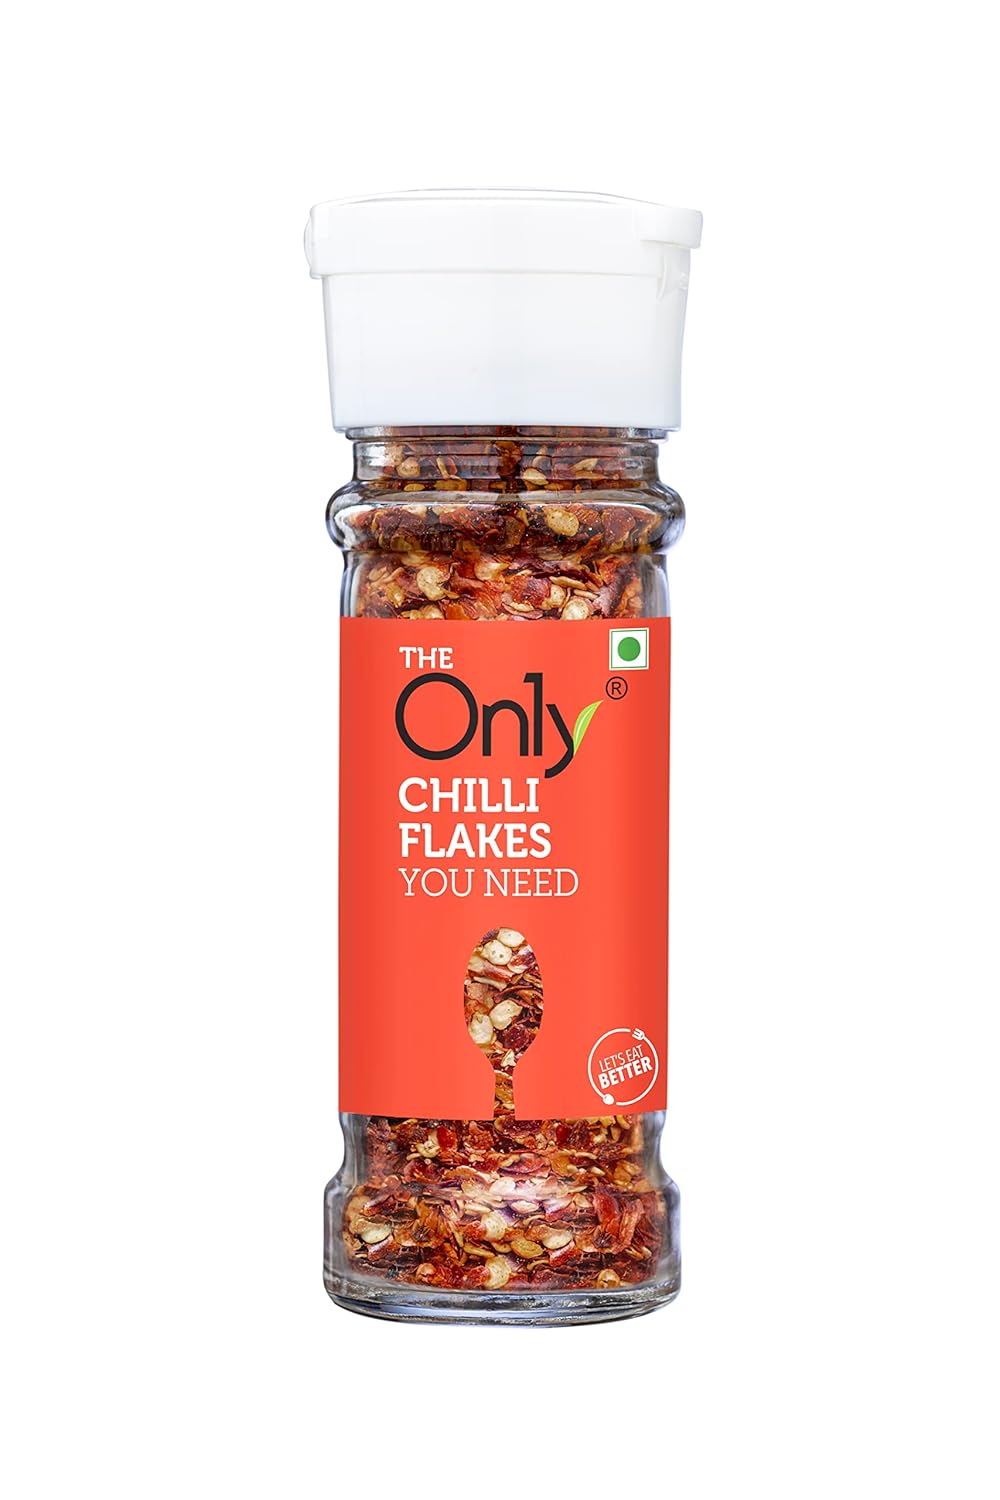 THE
Only®
CHILLI
FLAKES
YOU NEED
LET'S EAT
BETTER